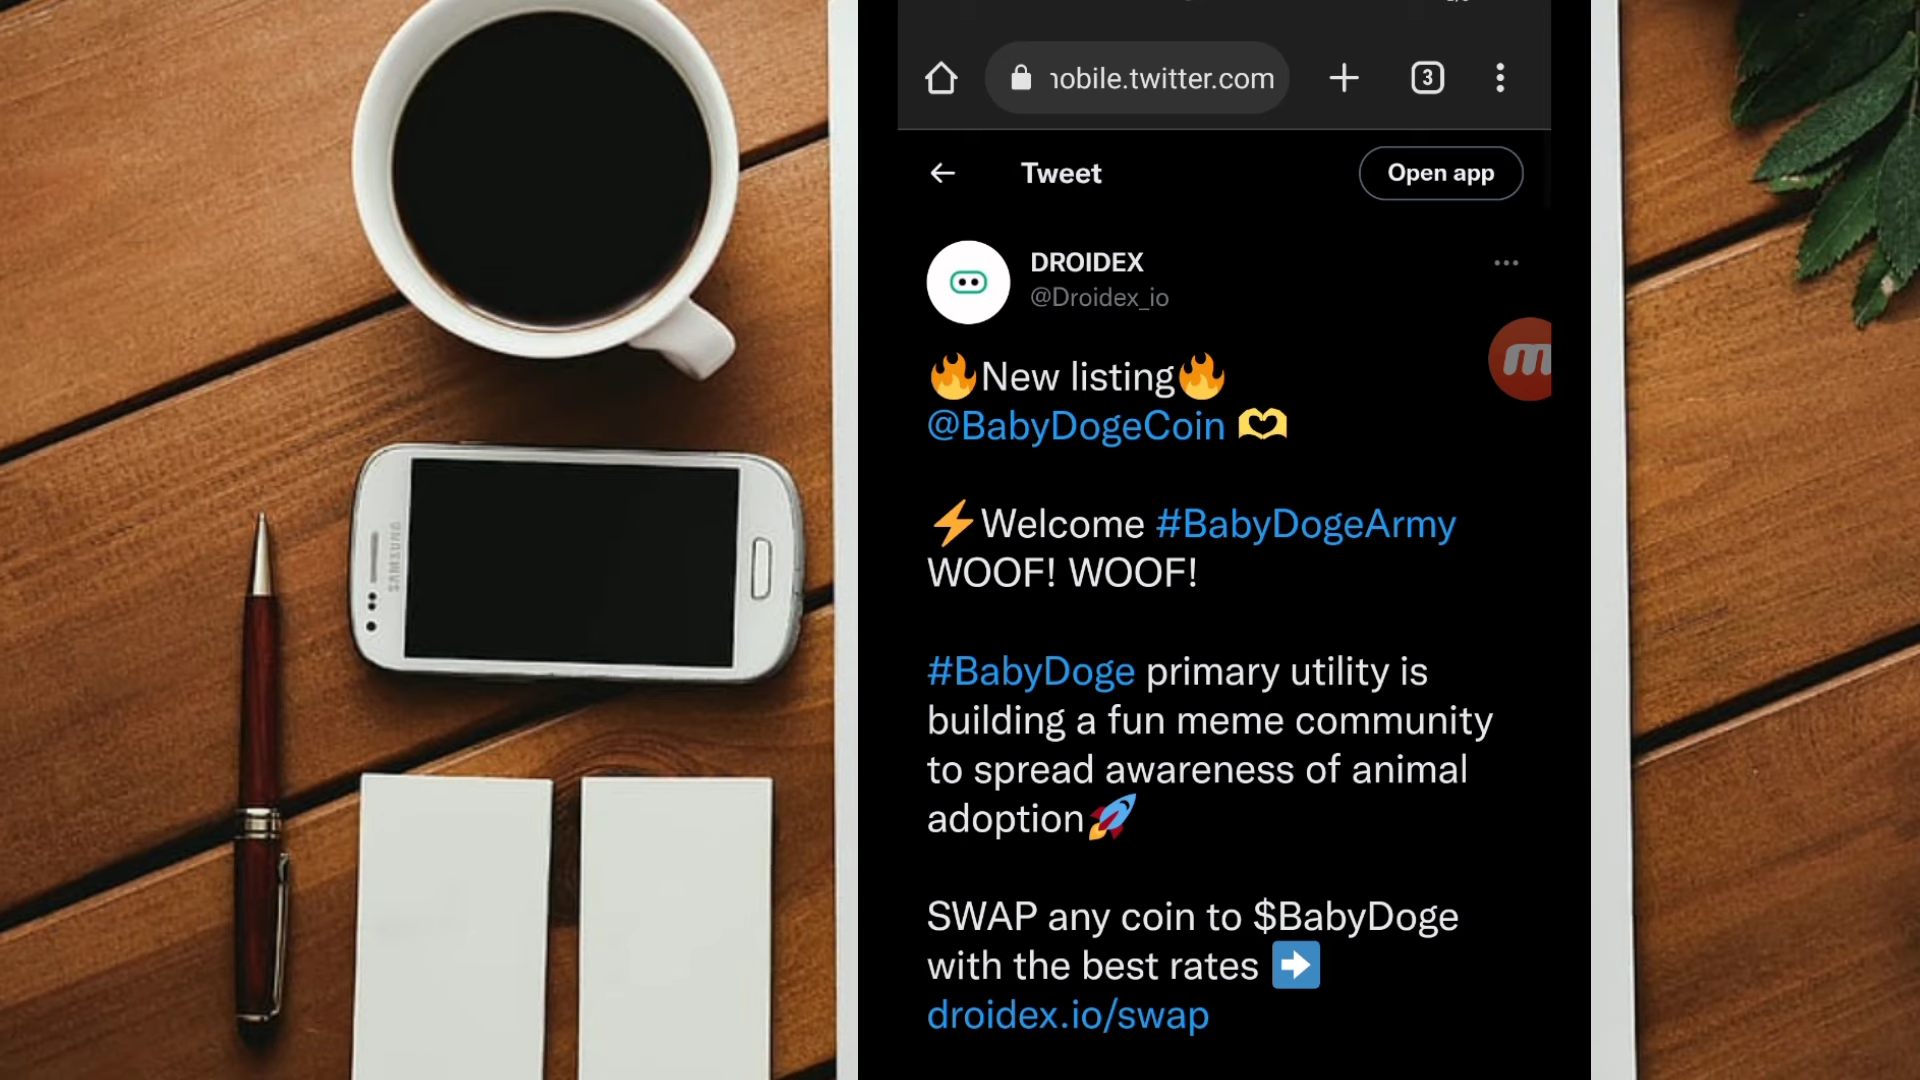 SAMSUNG
nobile.twitter.com
3
Tweet
Open app
DROIDEX
@Droidex_io
🔥New listing🔥
@BabyDogeCoin 🫶
⚡Welcome #BabyDogeArmy
WOOF! WOOF!
#BabyDoge primary utility is
building a fun meme community
to spread awareness of animal
adoption🚀
SWAP any coin to $BabyDoge
with the best rates ➡️
droidex.io/swap